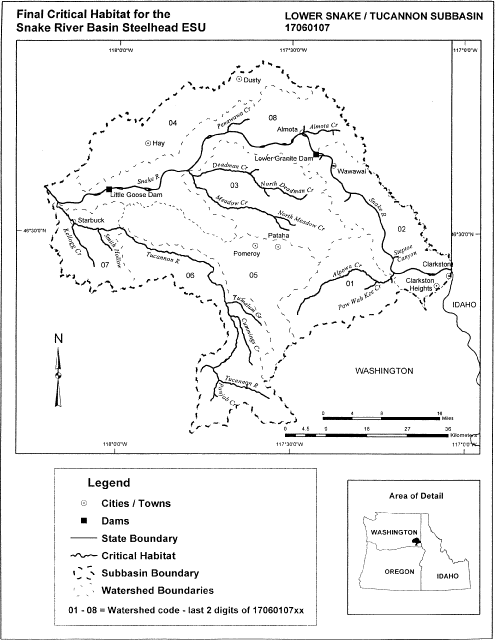 Final Critical Habitat for the
Snake River Basin Steelhead ESU
LOWER SNAKE / TUCANNON SUBBASIN
17060107
118°0'0"W
117°30'0"W
117°0'0"W
Dusty
04
08
Penawawa Cr
Almota
Almota Cr
Hay
Lower Granite Dam
Wawawai
Deadman Cr
Snake R
Little Goose Dam
03
North Deadman Cr
Snake R
Meadow Cr
North Meadow Cr
02
Starbuck
46°30'0"N
46°30'0"N
Kellogg Cr
Smith Hollow
Pataha
Pomeroy
Steptoe
Canyon
Clarkston
Tucannon R
07
06
05
Alpowa Cr
01
Clarkston
Heights
Paw Wah Kee Cr
IDAHO
Tumalum Cr
Cummings Cr
N
WASHINGTON
Tucannon R
Panjab Cr
0 4 8 16
Miles
0 4.5 9 18 27 36
Kilometers
118°0'0"W
117°30'0"W
117°0'0"W
Legend
Cities / Towns
Dams
State Boundary
Critical Habitat
Subbasin Boundary
Watershed Boundaries
01 - 08 = Watershed code - last 2 digits of 17060107xx
Area of Detail
WASHINGTON
OREGON
IDAHO